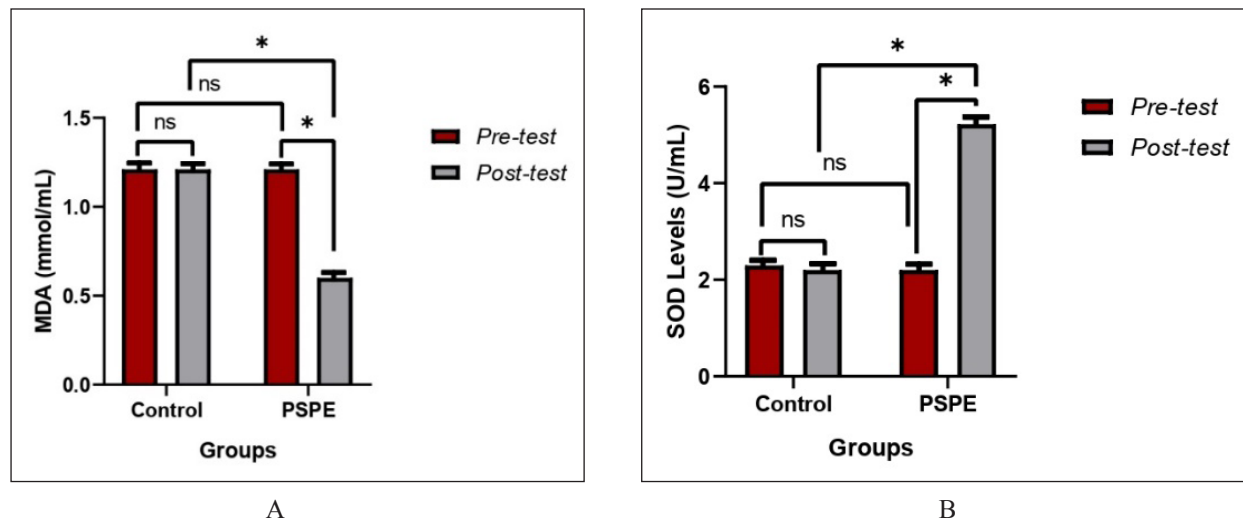 *
ns
ns
*
1.5
1.0
0.5
0.0
MDA (mmol/mL)
Control
PSPE
Groups
Pre-test
Post-test
A
*
*
ns
ns
6
4
2
0
SOD Levels (U/mL)
Control
PSPE
Groups
Pre-test
Post-test
B